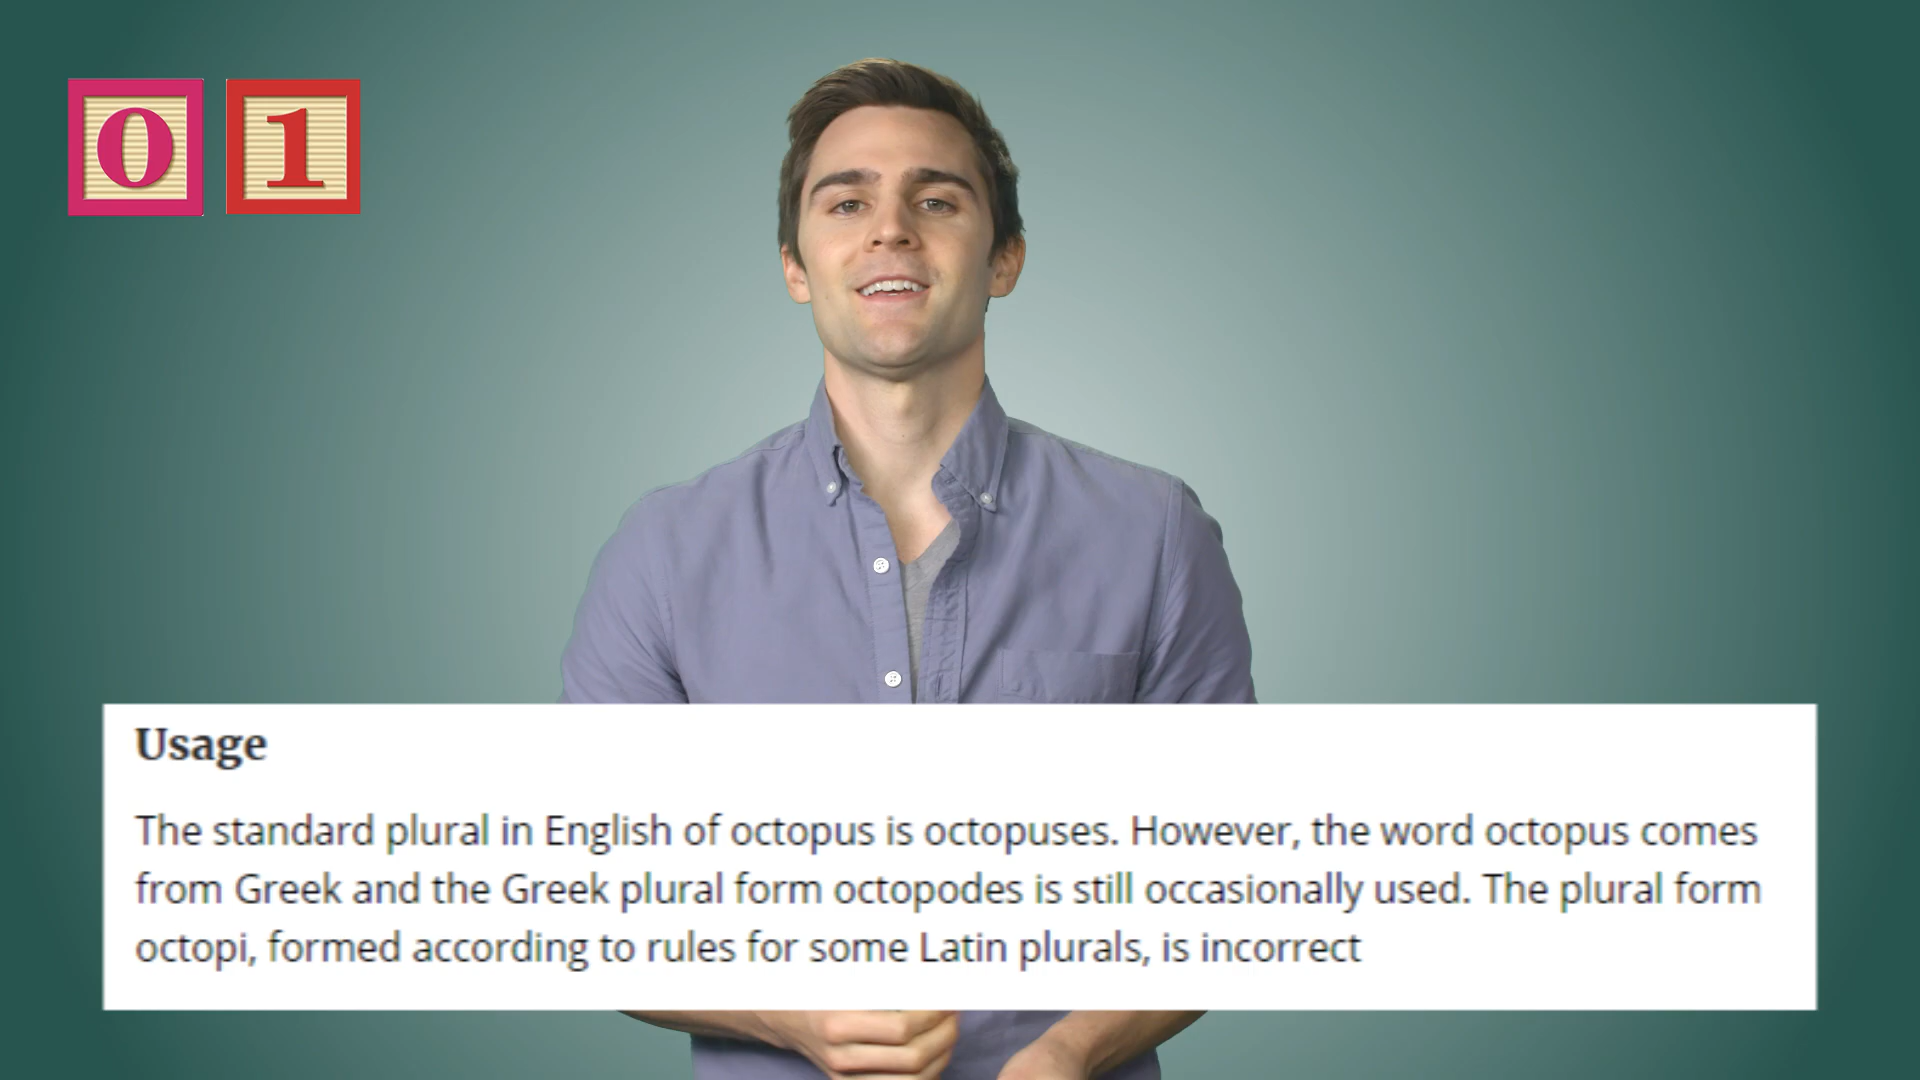 0 1
Usage
The standard plural in English of octopus is octopuses. However, the word octopus comes
from Greek and the Greek plural form octopodes is still occasionally used. The plural form
octopi, formed according to rules for some Latin plurals, is incorrect